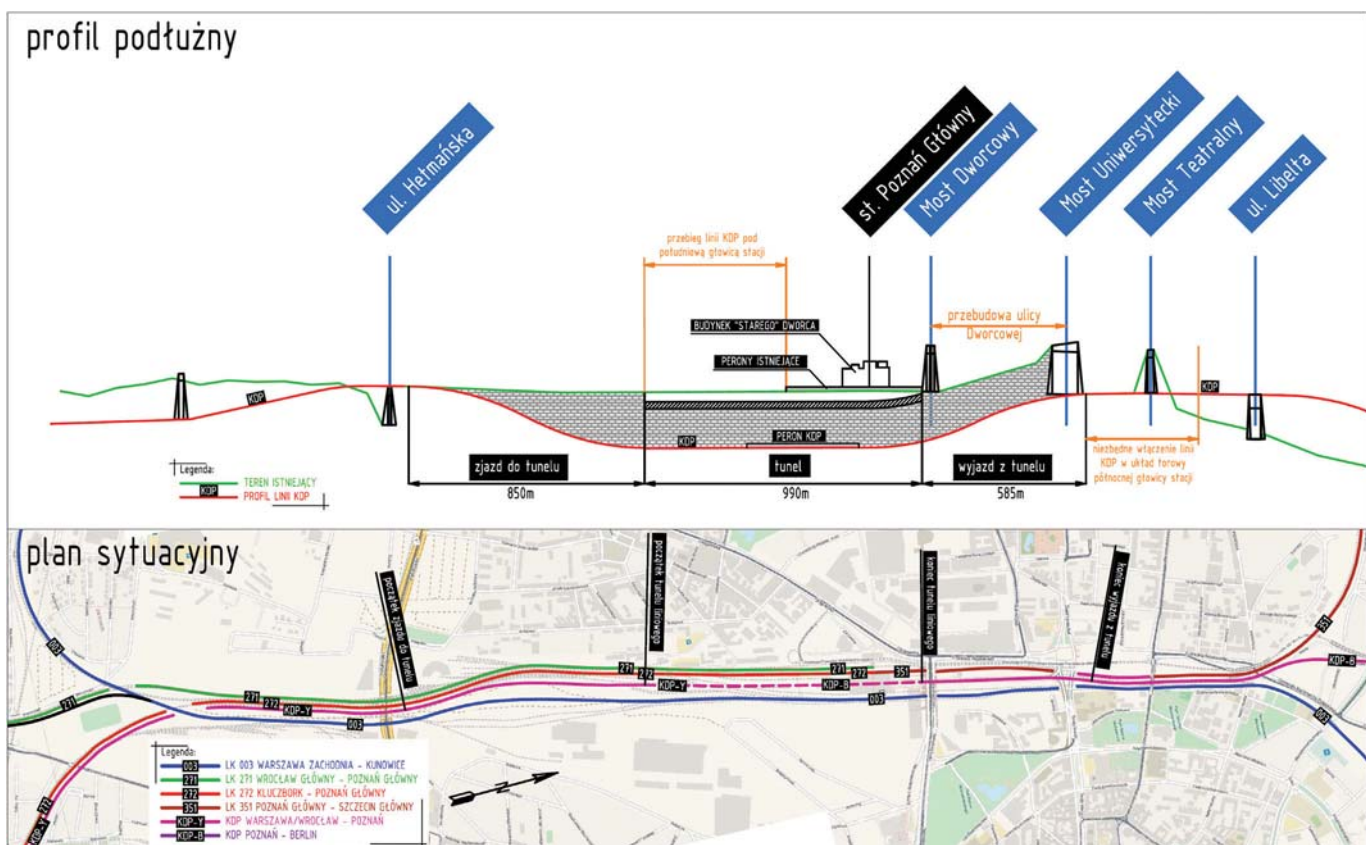 profil podłużny
ul. Hetmańska
st. Poznań Główny
Most Dworcowy
Most Uniwersytecki
Most Teatralny
ul. Libelta
przebieg linii KDP pod
południową głowicą stacji
przebudowa ulicy
Dworcowej
BUDYNEK "STAREGO" DWORCA
PERONY ISTNIEJĄCE
KDP
KDP
KDP
PERON KDP
zjazd do tunelu
tunel
wyjazd z tunelu
850m
990m
585m
niezbędne włączenie linii
KDP w układ torowy
północnej głowicy stacji
Legenda:
TEREN ISTNIEJĄCY
KDP
PROFIL LINII KDP
plan sytuacyjny
początek zjazdu do tunelu
początek tunelu liniowego
koniec tunelu liniowego
koniec wyjazdu z tunelu
003
271
271
272
KDP-Y
003
KDP-Y
272
271
272
KDP-Y
KDP-B
271
272
351
003
351
KDP-B
003
N
Legenda:
003 LK 003 WARSZAWA ZACHODNIA - KUNOWICE
271 LK 271 WROCŁAW GŁÓWNY - POZNAŃ GŁÓWNY
272 LK 272 KLUCZBORK - POZNAŃ GŁÓWNY
351 LK 351 POZNAŃ GŁÓWNY - SZCZECIN GŁÓWNY
KDP-Y KDP WARSZAWA/WROCŁAW - POZNAŃ
KDP-B KDP POZNAŃ - BERLIN